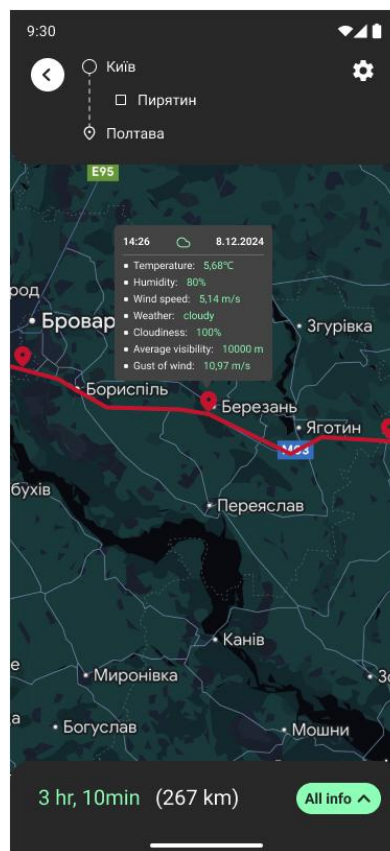 9:30
Київ
Пирятин
Полтава
E95
14:26 8.12.2024
Temperature: 5,68℃
Humidity: 80%
Wind speed: 5,14 m/s
Weather: cloudy
Cloudiness: 100%
Average visibility: 10000 m
Gust of wind: 10,97 m/s
род
Бровар
Згурівка
Бориспіль
Березань
Яготин
M03
бухів
Переяслав
Канів
е
Миронівка
Зо
а
Богуслав
Мошни
3 hr, 10min (267 km)
All info